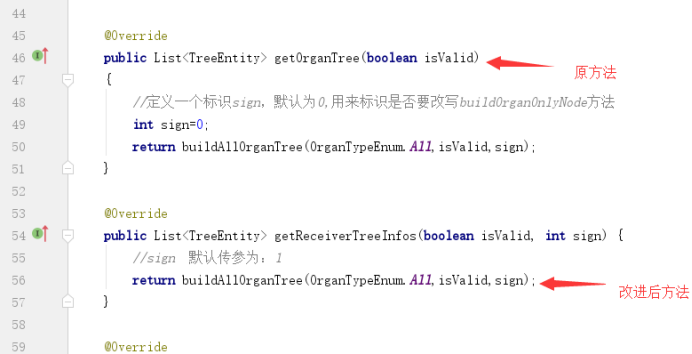 44
45 @Override
46 public List<TreeEntity> getOrganTree(boolean isValid)
原方法
47 {
48 //定义一个标识sign，默认为0,用来标识是否要改写buildOrganOnlyNode方法
49 int sign=0;
50 return buildAllOrganTree(OrganTypeEnum.All,isValid,sign);
51 }
52
53 @Override
54 public List<TreeEntity> getReceiverTreeInfos(boolean isValid, int sign) {
55 //sign 默认传参为：1
56 return buildAllOrganTree(OrganTypeEnum.All,isValid,sign);
改进后方法
57 }
58
59 @Override